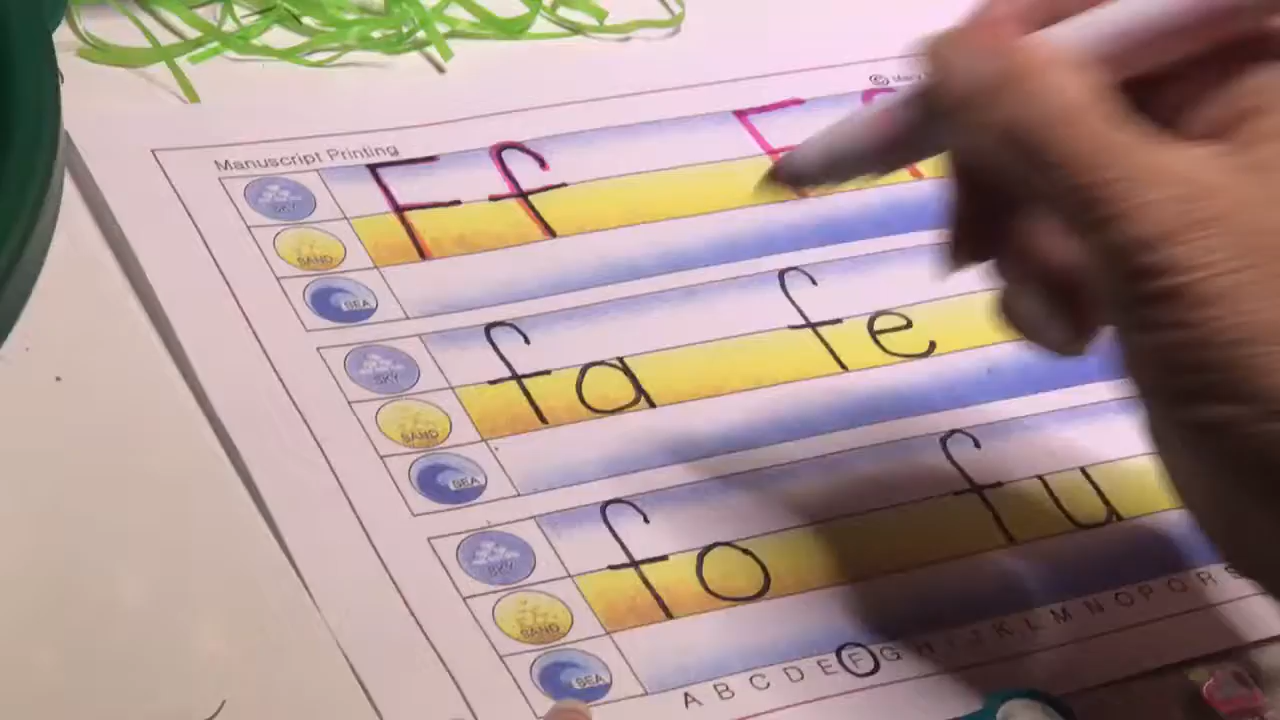 Manuscript Printing
©
SKY Ff F
SAND
SEA
SKY fa fe
SAND
SEA
SKY fo fu
SAND
SEA
A B C D E F G H I J K L M N O P Q R